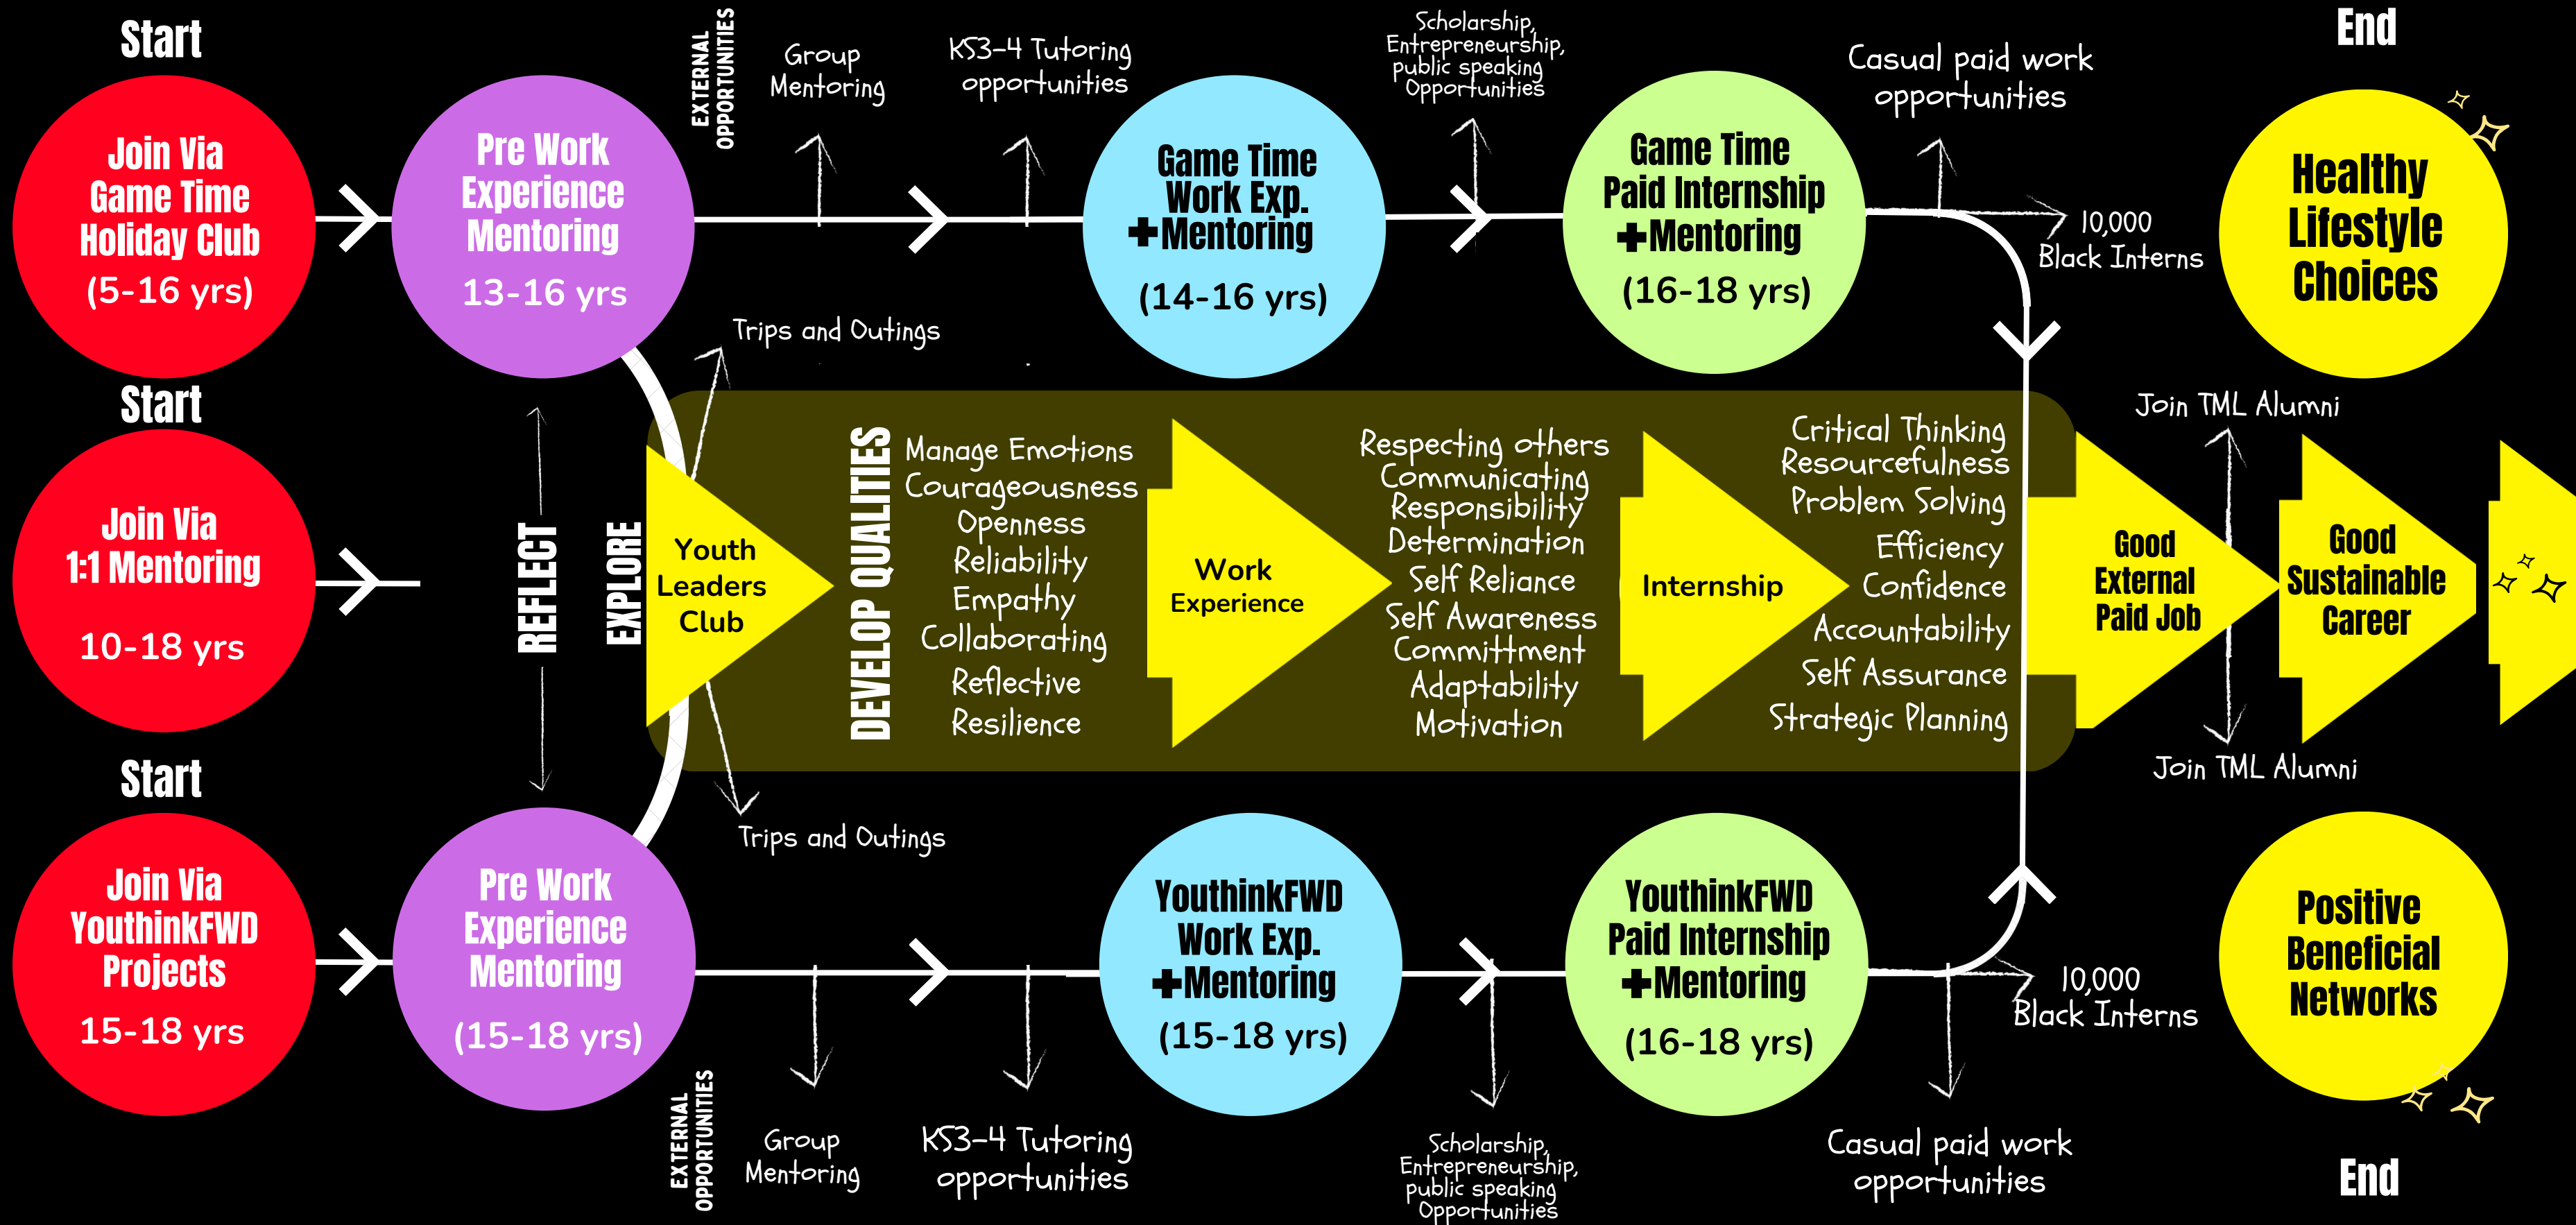 Start
Join Via
Game Time
Holiday Club
(5-16 yrs)
Pre Work
Experience
Mentoring
13-16 yrs
EXTERNAL
OPPORTUNITIES
Group
Mentoring
KS3-4 Tutoring
opportunities
Game Time
Work Exp.
+Mentoring
(14-16 yrs)
Scholarship,
Entrepreneurship,
public speaking
Opportunities
Game Time
Paid Internship
+Mentoring
(16-18 yrs)
Casual paid work
opportunities
10,000
Black Interns
End
Healthy
Lifestyle
Choices
Trips and Outings
Start
Join Via
1:1 Mentoring
10-18 yrs
REFLECT
EXPLORE
Youth
Leaders
Club
DEVELOP QUALITIES
Manage Emotions
Courageousness
Openness
Reliability
Empathy
Collaborating
Reflective
Resilience
Work
Experience
Respecting others
Communicating
Responsibility
Determination
Self Reliance
Self Awareness
Committment
Adaptability
Motivation
Internship
Critical Thinking
Resourcefulness
Problem Solving
Efficiency
Confidence
Accountability
Self Assurance
Strategic Planning
Good
External
Paid Job
Join TML Alumni
Join TML Alumni
Good
Sustainable
Career
Start
Join Via
YouthinkFWD
Projects
15-18 yrs
Pre Work
Experience
Mentoring
(15-18 yrs)
Trips and Outings
EXTERNAL
OPPORTUNITIES
Group
Mentoring
KS3-4 Tutoring
opportunities
YouthinkFWD
Work Exp.
+Mentoring
(15-18 yrs)
Scholarship,
Entrepreneurship,
public speaking
Opportunities
YouthinkFWD
Paid Internship
+Mentoring
(16-18 yrs)
Casual paid work
opportunities
10,000
Black Interns
Positive
Beneficial
Networks
End